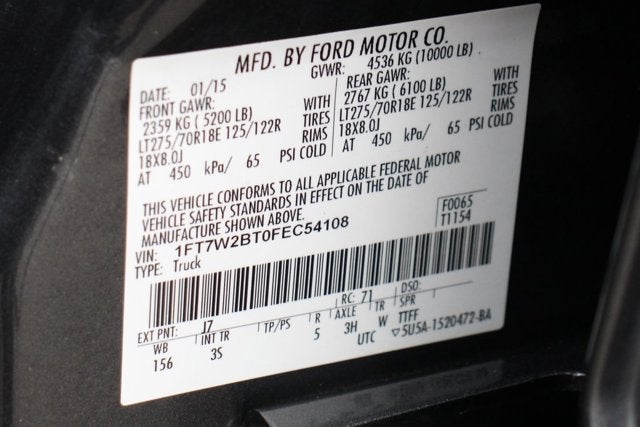 MFD. BY FORD MOTOR CO.
DATE: 01/15 GVWR: 4536 KG (10000 LB)
FRONT GAWR: REAR GAWR:
2359 KG ( 5200 LB) WITH 2767 KG ( 6100 LB) WITH
LT275/70R18E 125/122R TIRES LT275/70R18E 125/122R TIRES
18X8.0J RIMS 18X8.0J RIMS
AT 450 kPa/ 65 PSI COLD AT 450 kPa/ 65 PSI COLD
THIS VEHICLE CONFORMS TO ALL APPLICABLE FEDERAL MOTOR
VEHICLE SAFETY STANDARDS IN EFFECT ON THE DATE OF
MANUFACTURE SHOWN ABOVE. F0065
VIN: 1FT7W2BT0FEC54108 T1154
TYPE: Truck
EXT PNT: J7 RC: 71 DSO:
WB INT TR TP/PS R AXLE TR SPR
156 3S 5 3H W TTFF
UTC ▽5U5A-1520472-BA